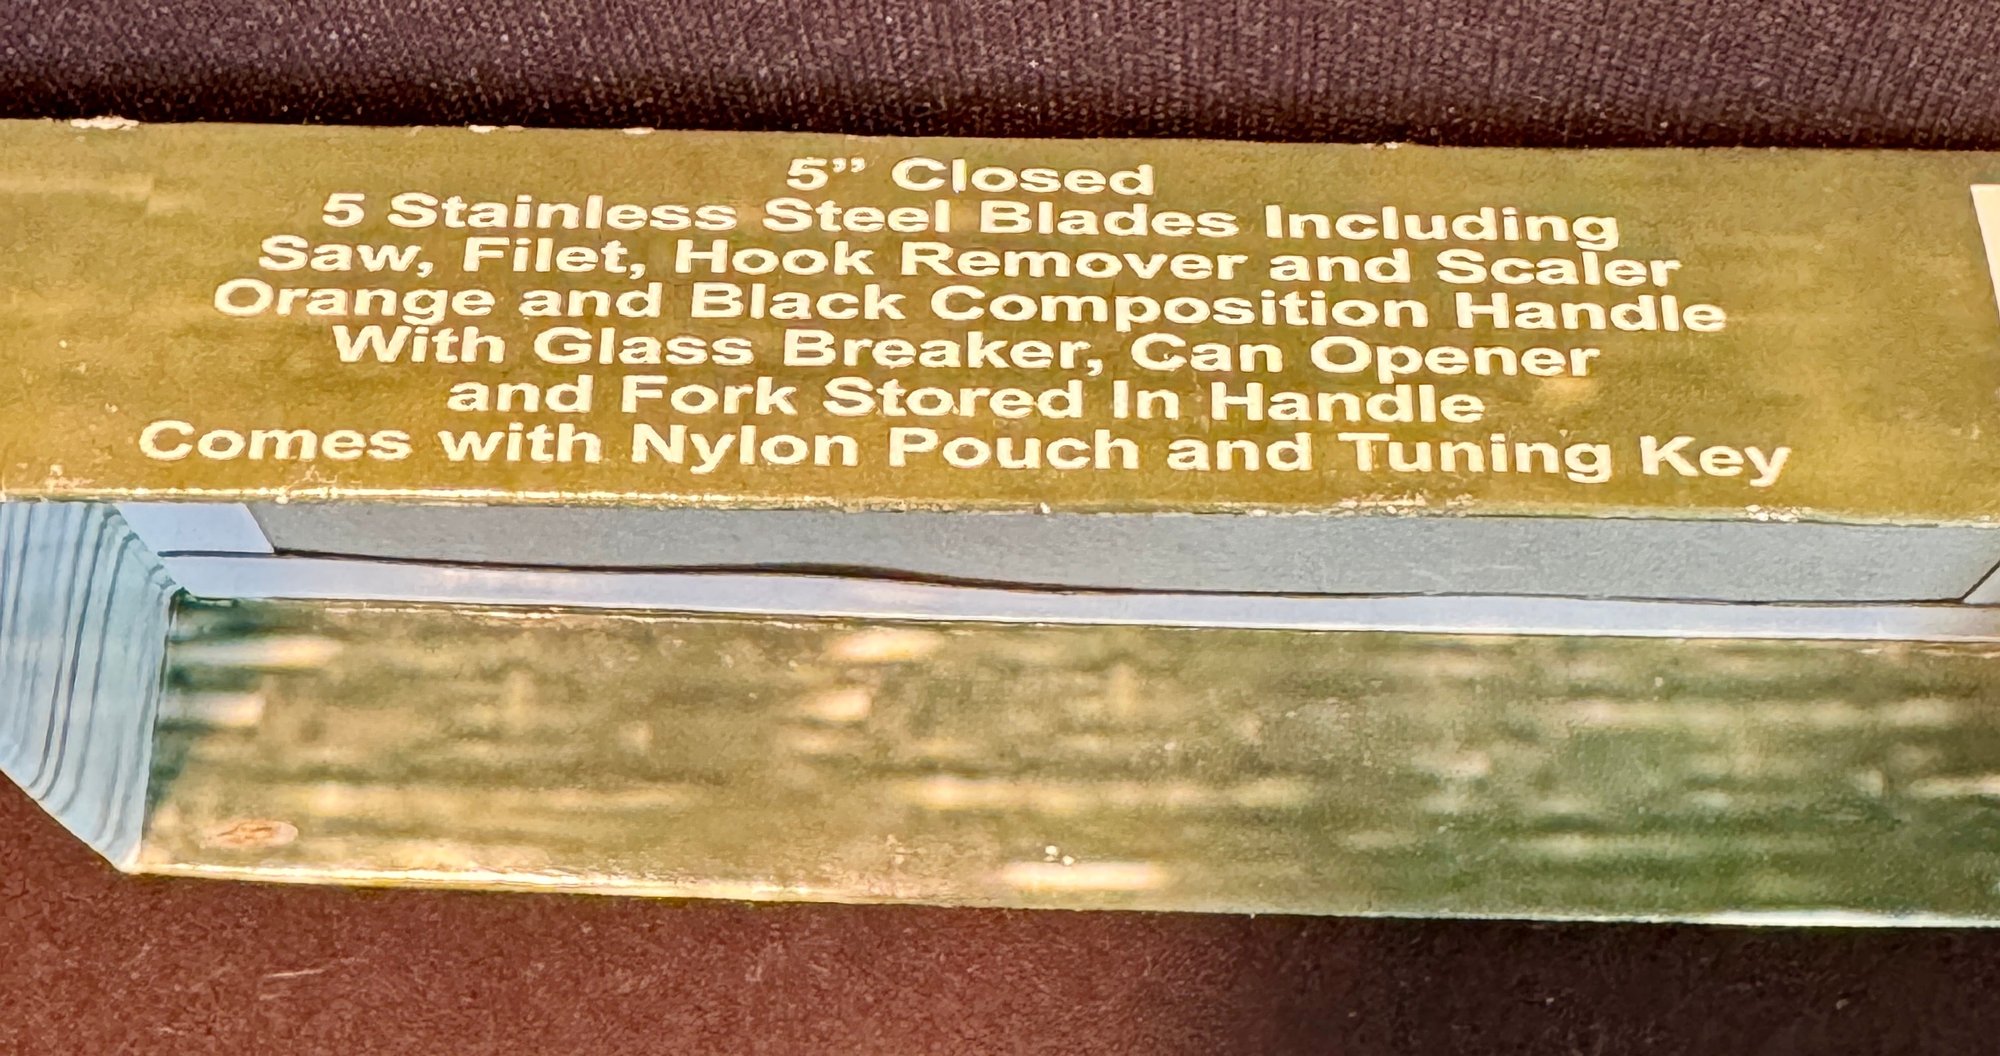 5” Closed
5 Stainless Steel Blades Including
Saw, Filet, Hook Remover and Scaler
Orange and Black Composition Handle
With Glass Breaker, Can Opener
and Fork Stored In Handle
Comes with Nylon Pouch and Tuning Key